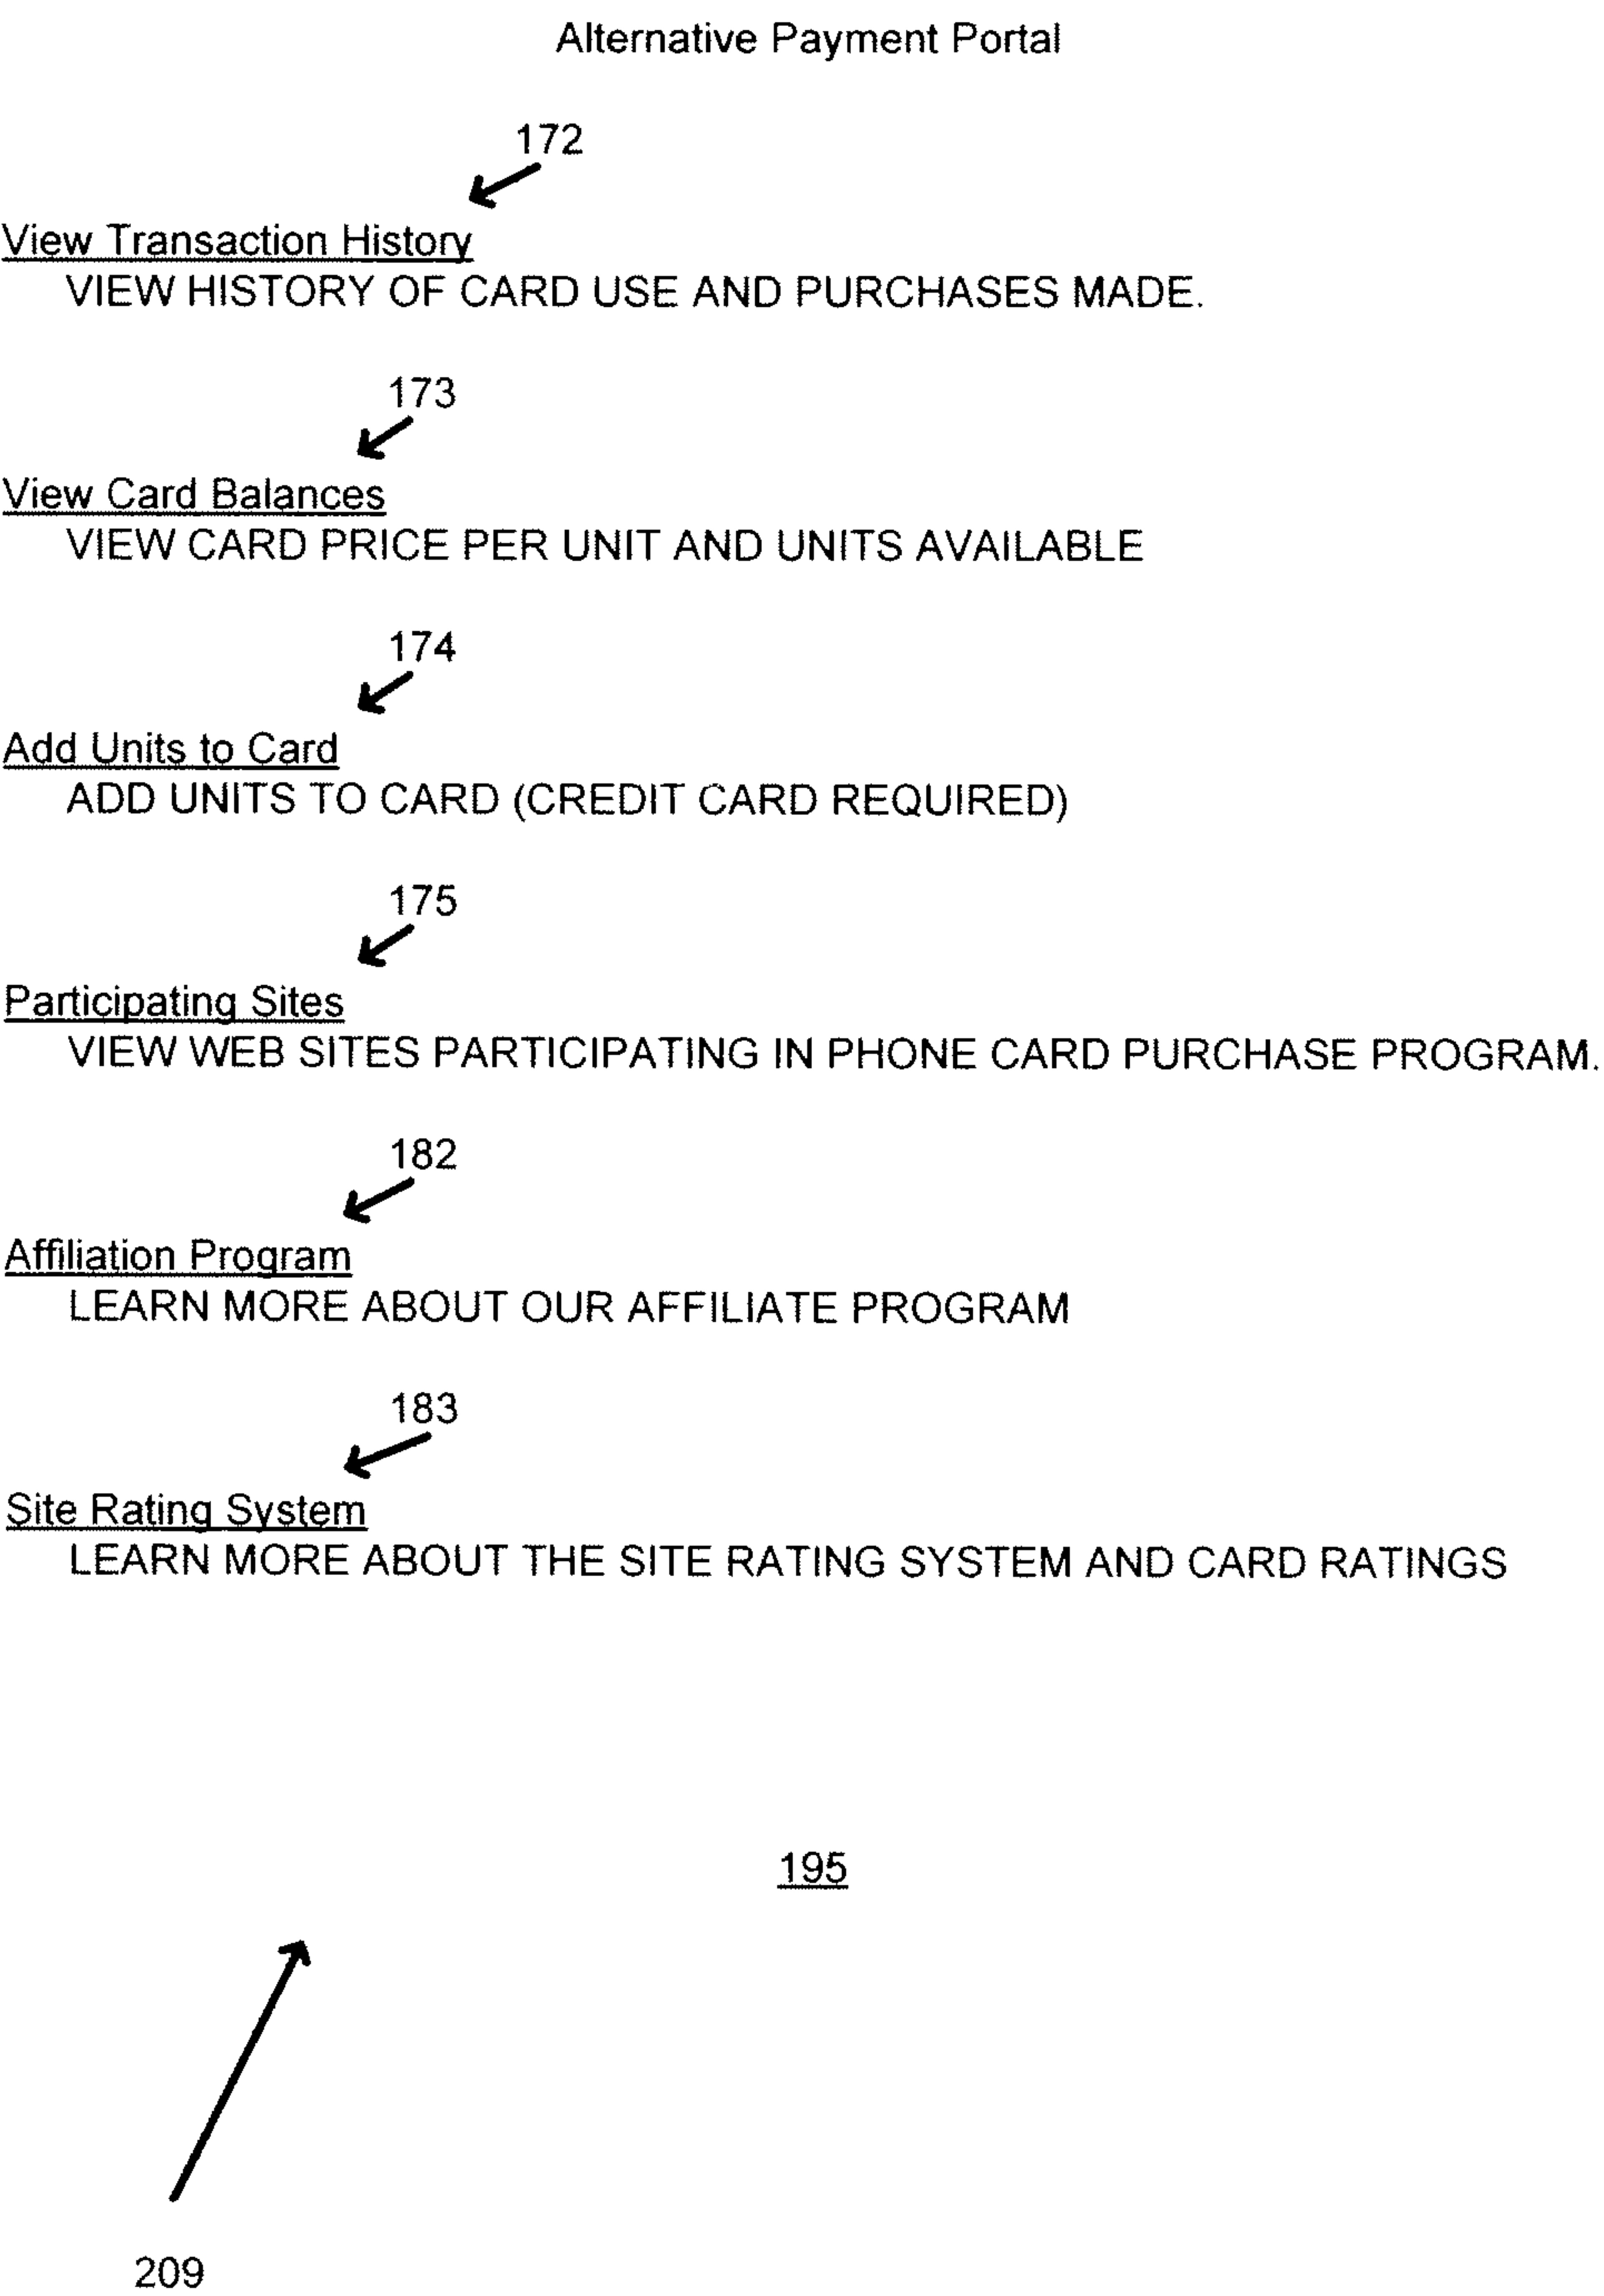 Alternative Payment Portal
172
View Transaction History
VIEW HISTORY OF CARD USE AND PURCHASES MADE.
173
View Card Balances
VIEW CARD PRICE PER UNIT AND UNITS AVAILABLE
174
Add Units to Card
ADD UNITS TO CARD (CREDIT CARD REQUIRED)
175
Participating Sites
VIEW WEB SITES PARTICIPATING IN PHONE CARD PURCHASE PROGRAM.
182
Affiliation Program
LEARN MORE ABOUT OUR AFFILIATE PROGRAM
183
Site Rating System
LEARN MORE ABOUT THE SITE RATING SYSTEM AND CARD RATINGS
195
209